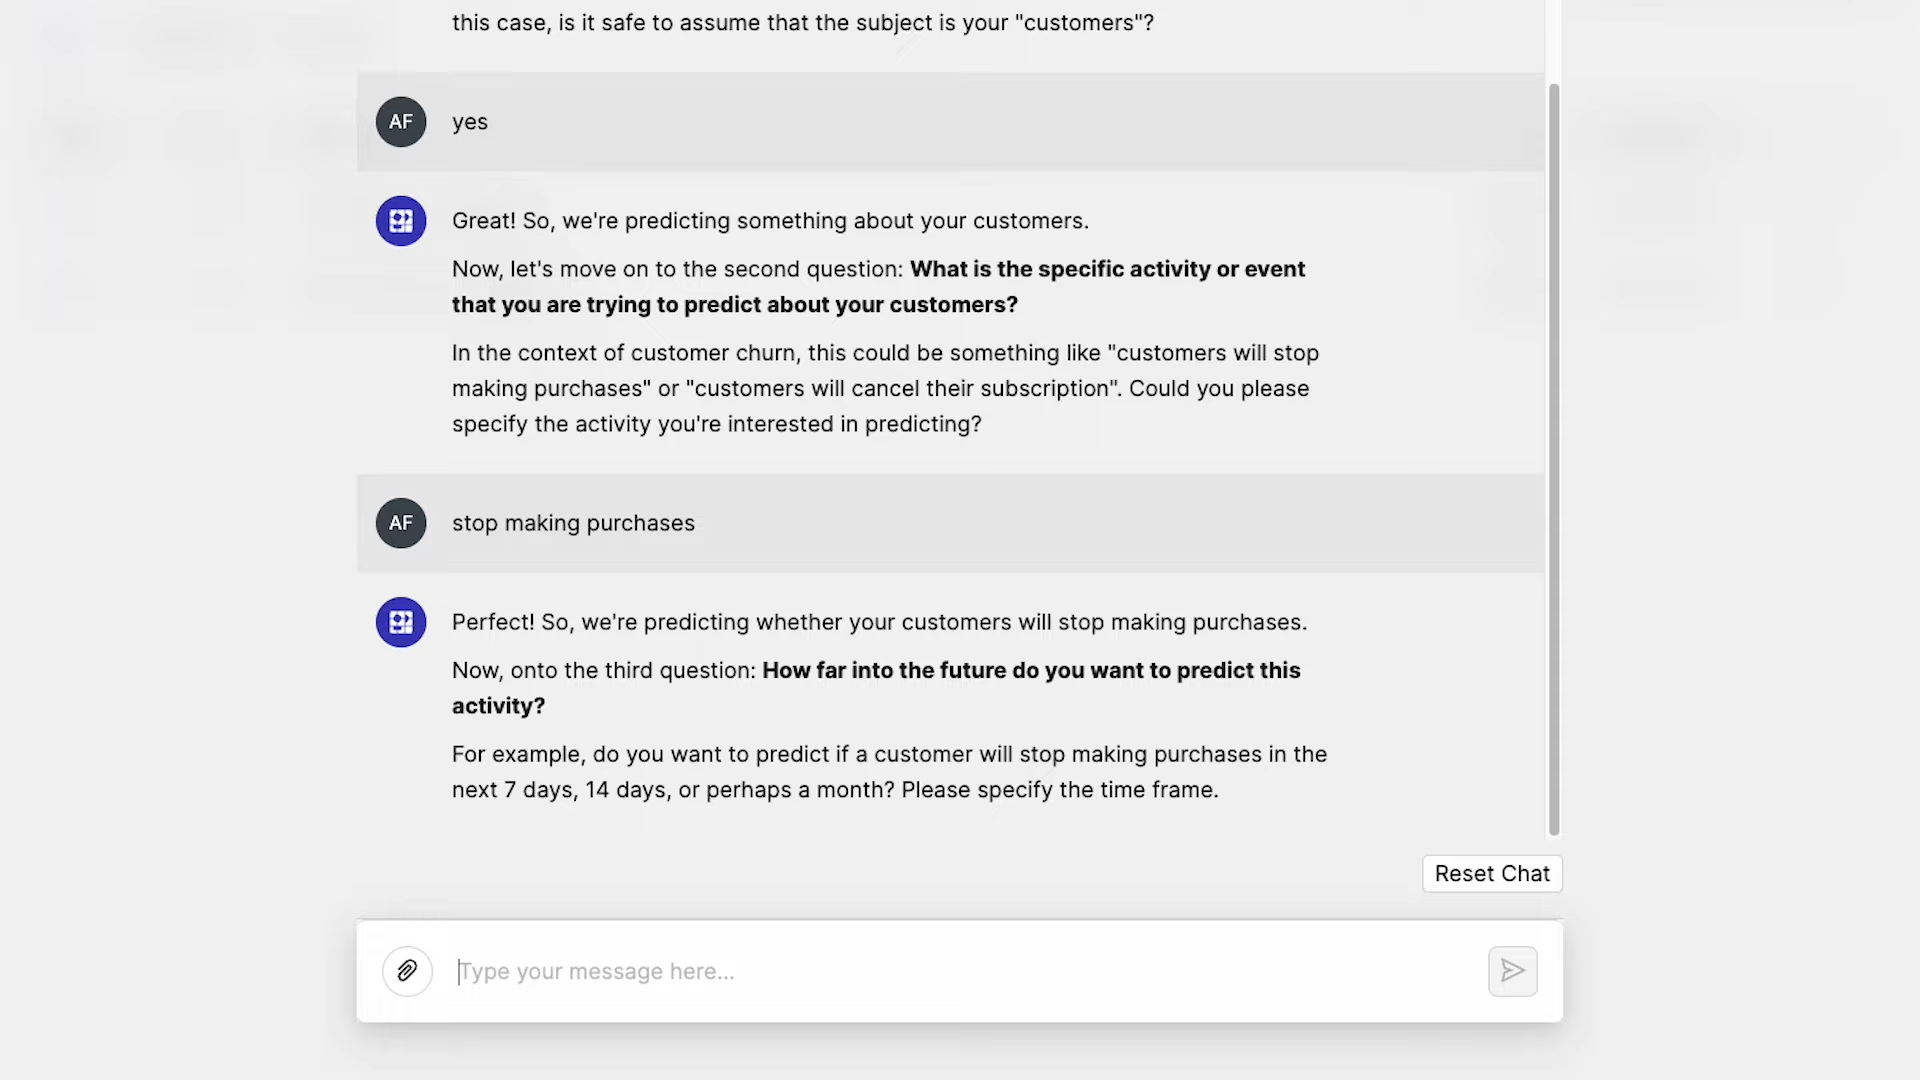 this case, is it safe to assume that the subject is your "customers"?
AF
yes
Great! So, we're predicting something about your customers.
Now, let's move on to the second question: What is the specific activity or event
that you are trying to predict about your customers?
In the context of customer churn, this could be something like "customers will stop
making purchases" or "customers will cancel their subscription". Could you please
specify the activity you're interested in predicting?
AF
stop making purchases
Perfect! So, we're predicting whether your customers will stop making purchases.
Now, onto the third question: How far into the future do you want to predict this
activity?
For example, do you want to predict if a customer will stop making purchases in the
next 7 days, 14 days, or perhaps a month? Please specify the time frame.
Reset Chat
Type your message here...